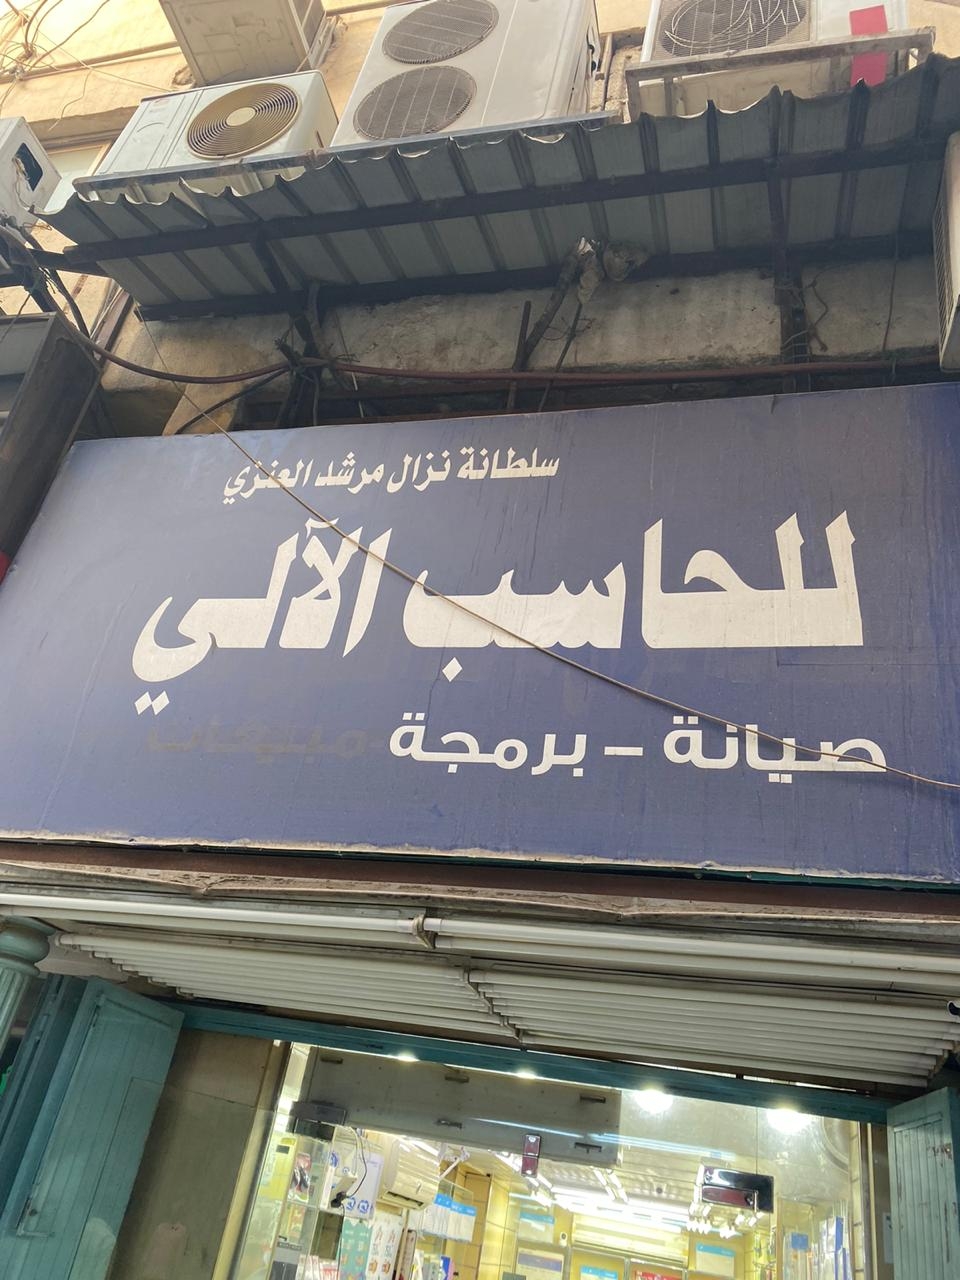 سلطانة نزال مرشد العنزي
للحاسب الآلي
صيانة - برمجة